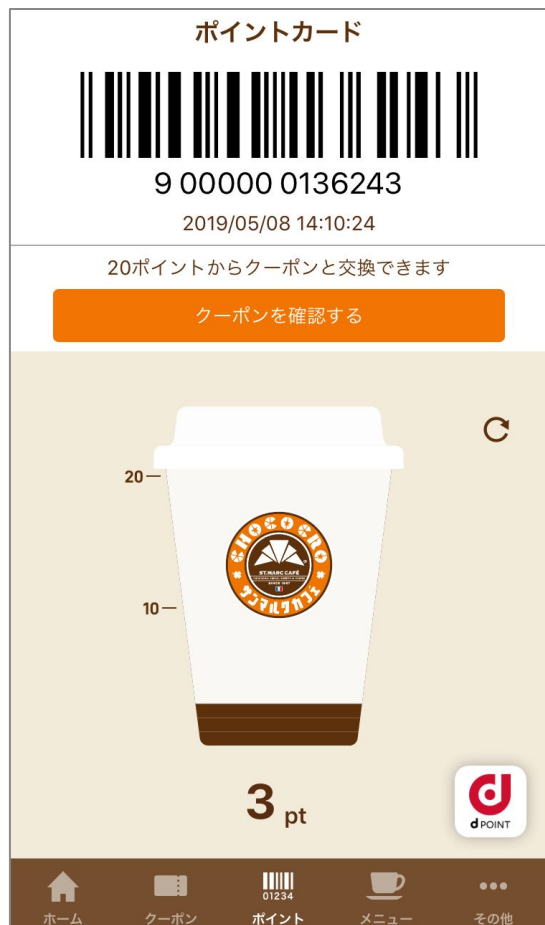 ポイントカード
9 00000 0136243
2019/05/08 14:10:24
20ポイントからクーポンと交換できます
クーポンを確認する
20
CHOCO CRO
ST.MARC CAFÉ
SINCE 1997
サンマルクカフェ
10
3 pt
d POINT
01234
ホーム
クーポン
ポイント
メニュー
その他